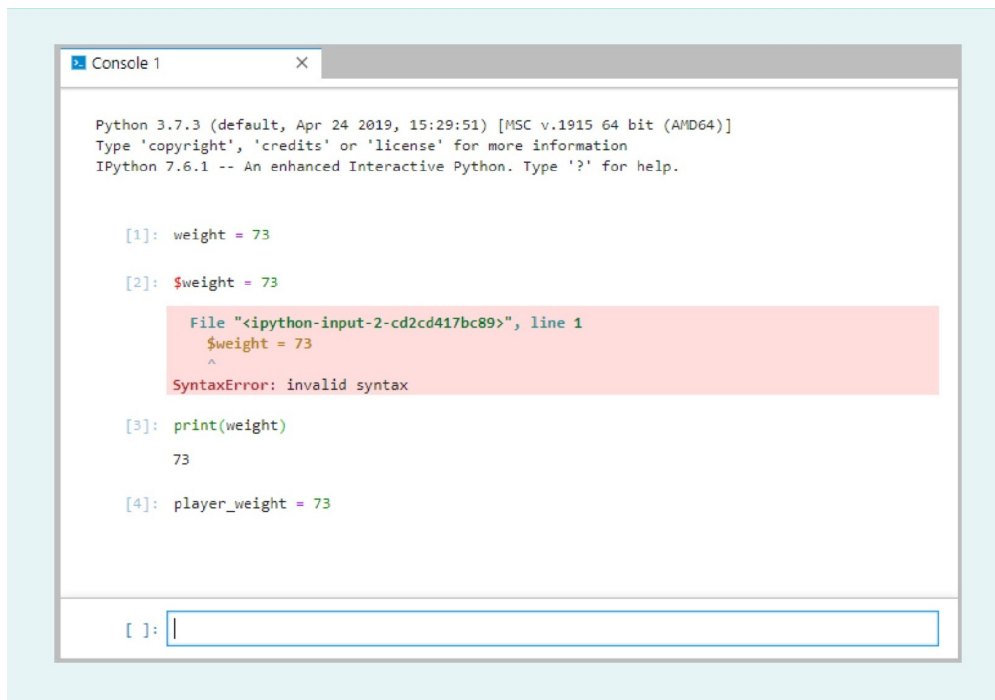 Console 1
Python 3.7.3 (default, Apr 24 2019, 15:29:51) [MSC v.1915 64 bit (AMD64)]
Type 'copyright', 'credits' or 'license' for more information
IPython 7.6.1 -- An enhanced Interactive Python. Type '?' for help.
[1]: weight = 73
[2]: $weight = 73
File "<ipython-input-2-cd2cd417bc89>", line 1
$weight = 73
^
SyntaxError: invalid syntax
[3]: print(weight)
73
[4]: player_weight = 73
[ ]: